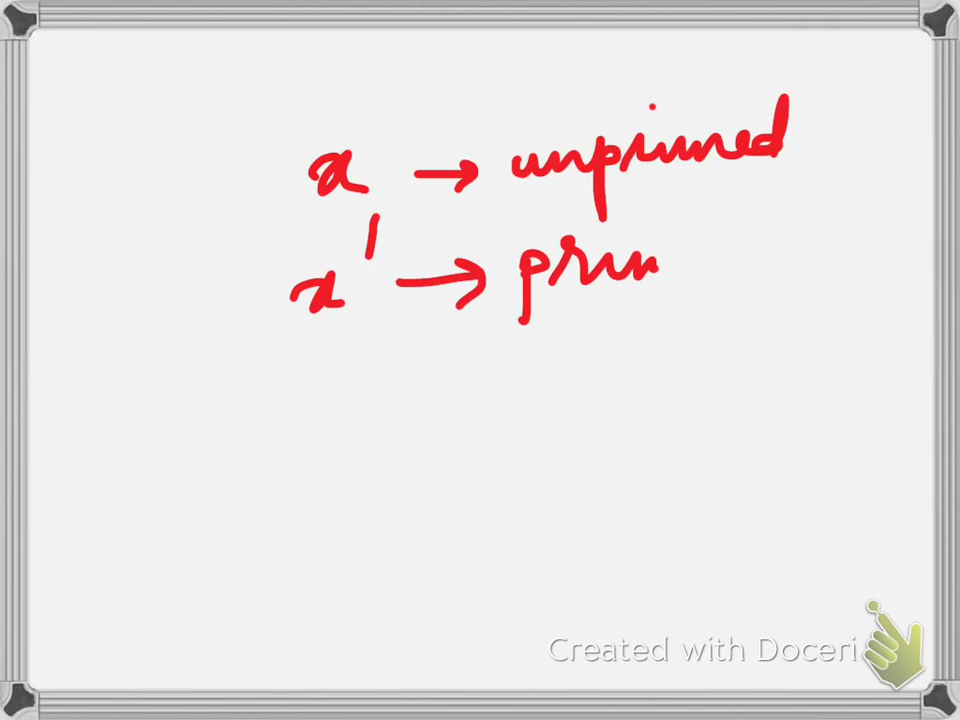 x → unprimed
x' → prim
Created with Doceri